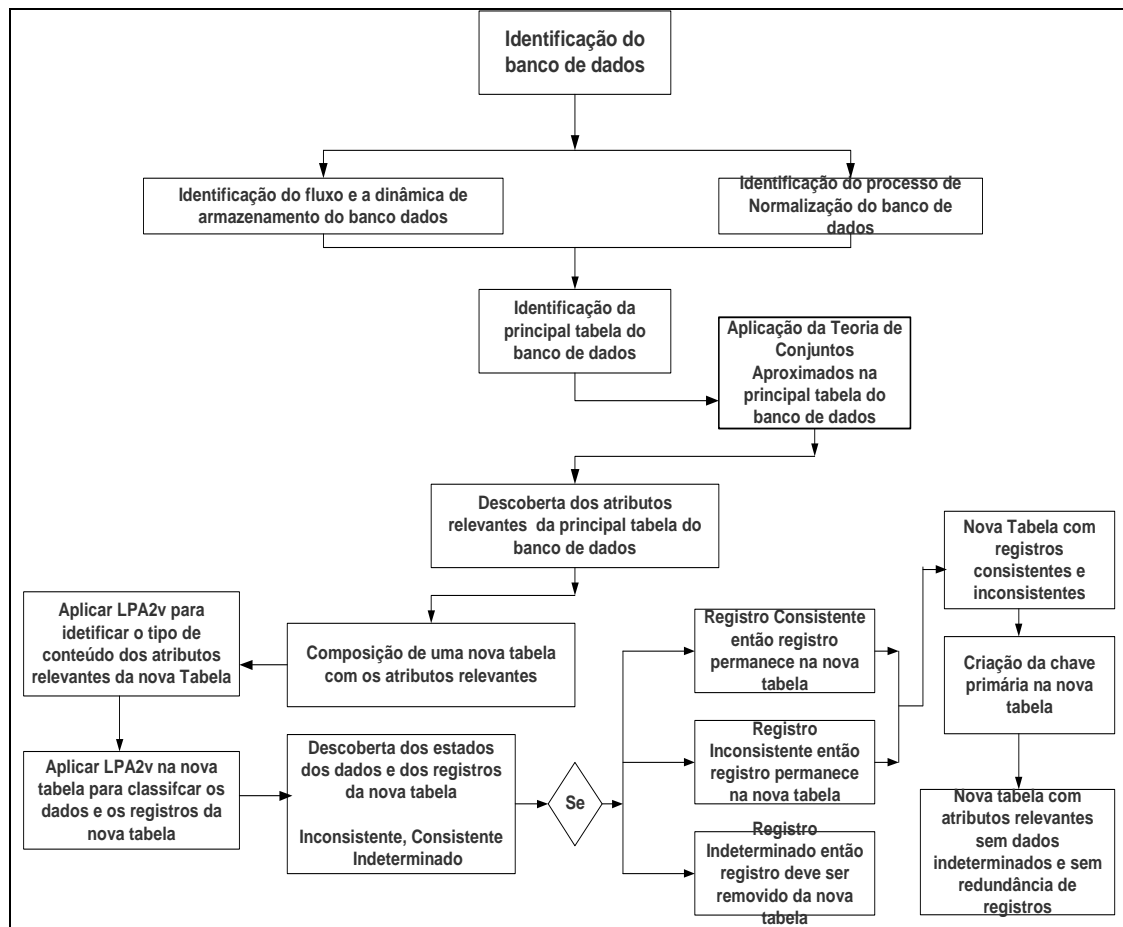 Identificação do
banco de dados
Identificação do fluxo e a dinâmica de
armazenamento do banco dados
Identificação do processo de
Normalização do banco de
dados
Identificação da
principal tabela do
banco de dados
Aplicação da Teoria de
Conjuntos
Aproximados na
principal tabela do
banco de dados
Descoberta dos atributos
relevantes da principal tabela do
banco de dados
Composição de uma nova tabela
com os atributos relevantes
Aplicar LPA2v para
idetificar o tipo de
conteúdo dos atributos
relevantes da nova Tabela
Aplicar LPA2v na nova
tabela para classifcar os
dados e os registros da
nova tabela
Descoberta dos estados
dos dados e dos registros
da nova tabela
Inconsistente, Consistente
Indeterminado
Se
Registro Consistente
então registro
permanece na nova
tabela
Registro
Inconsistente então
registro permanece
na nova tabela
Registro
Indeterminado então
registro deve ser
removido da nova
tabela
Nova Tabela com
registros
consistentes e
inconsistentes
Criação da chave
primária na nova
tabela
Nova tabela com
atributos relevantes
sem dados
indeterminados e sem
redundância de
registros